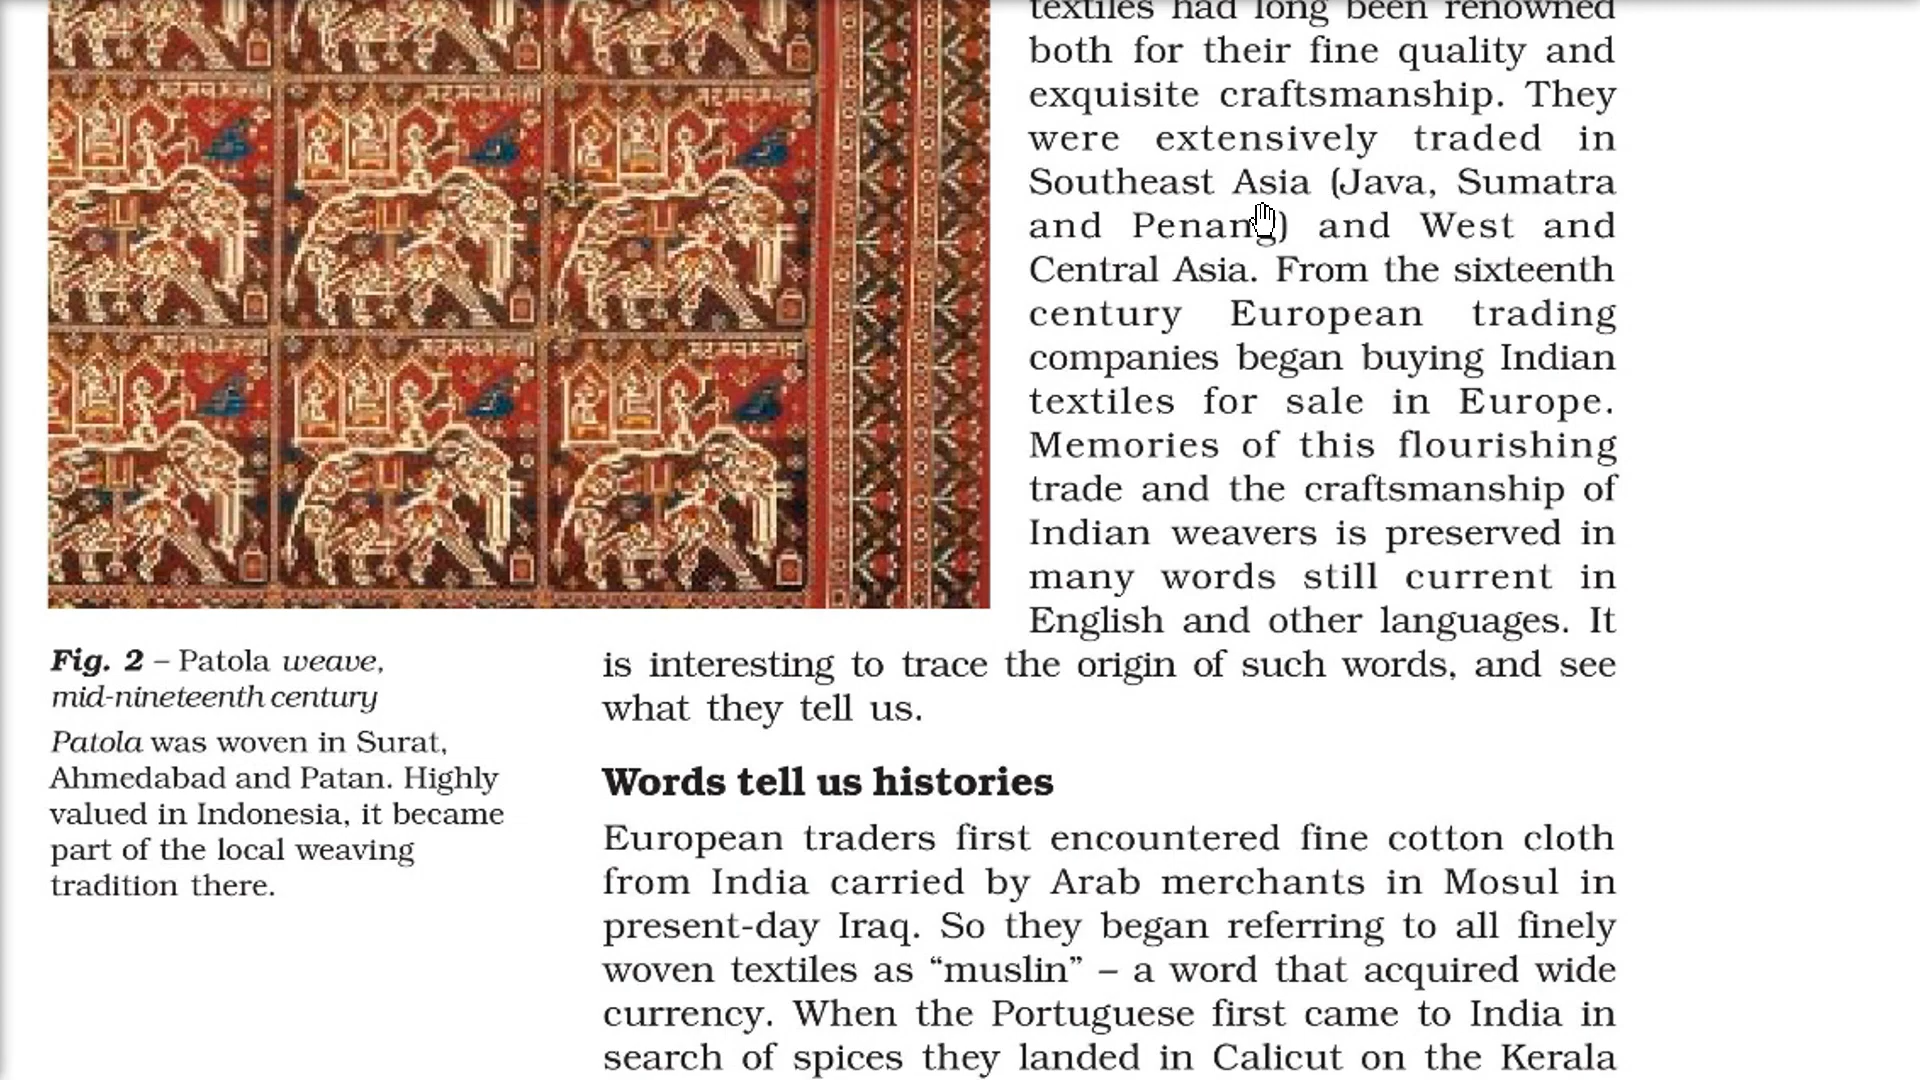 textiles had long been renowned
both for their fine quality and
exquisite craftsmanship. They
were extensively traded in
Southeast Asia (Java, Sumatra
and Penang) and West and
Central Asia. From the sixteenth
century European trading
companies began buying Indian
textiles for sale in Europe.
Memories of this flourishing
trade and the craftsmanship of
Indian weavers is preserved in
many words still current in
English and other languages. It
is interesting to trace the origin of such words, and see
what they tell us.
Fig. 2 – Patola weave,
mid-nineteenth century
Patola was woven in Surat,
Ahmedabad and Patan. Highly
valued in Indonesia, it became
part of the local weaving
tradition there.
Words tell us histories
European traders first encountered fine cotton cloth
from India carried by Arab merchants in Mosul in
present-day Iraq. So they began referring to all finely
woven textiles as “muslin” – a word that acquired wide
currency. When the Portuguese first came to India in
search of spices they landed in Calicut on the Kerala